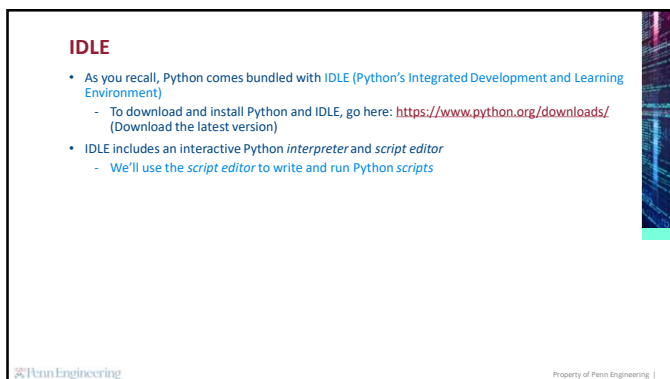 IDLE
• As you recall, Python comes bundled with IDLE (Python's Integrated Development and Learning
Environment)
- To download and install Python and IDLE, go here: https://www.python.org/downloads/
(Download the latest version)
• IDLE includes an interactive Python interpreter and script editor
- We'll use the script editor to write and run Python scripts
Penn Engineering
Property of Penn Engineering |